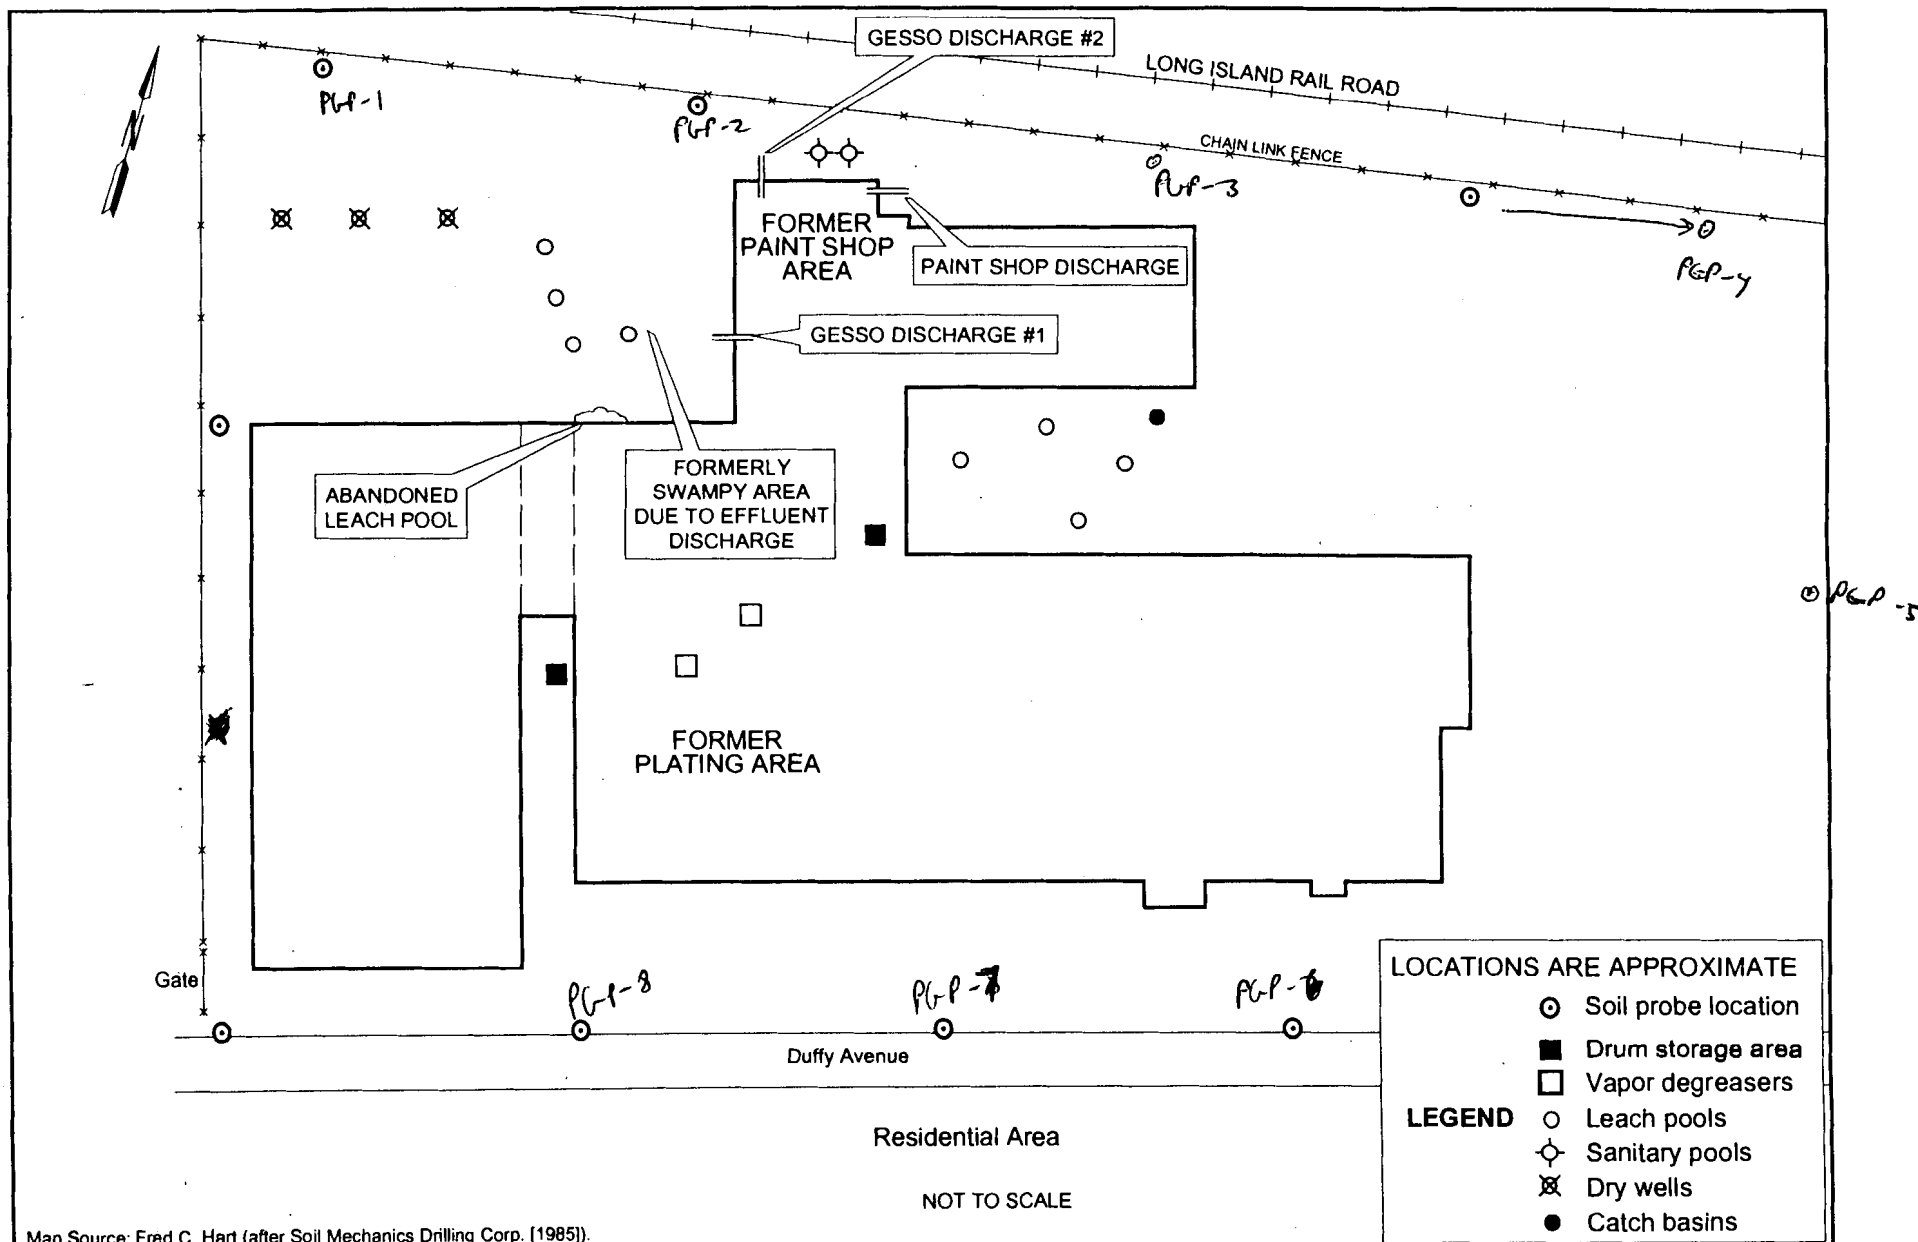 GESSO DISCHARGE #2
LONG ISLAND RAIL ROAD
N
PGP-1
PGP-2
CHAIN LINK FENCE
PGP-3
FORMER
PAINT SHOP
AREA
PAINT SHOP DISCHARGE
PGP-4
GESSO DISCHARGE #1
ABANDONED
LEACH POOL
FORMERLY
SWAMPY AREA
DUE TO EFFLUENT
DISCHARGE
PGP-5
FORMER
PLATING AREA
Gate
PGP-8
PGP-7
PGP-6
Duffy Avenue
Residential Area
NOT TO SCALE
LOCATIONS ARE APPROXIMATE
LEGEND
Soil probe location
Drum storage area
Vapor degreasers
Leach pools
Sanitary pools
Dry wells
Catch basins
Map Source: Fred C. Hart (after Soil Mechanics Drilling Corp. [1985]).